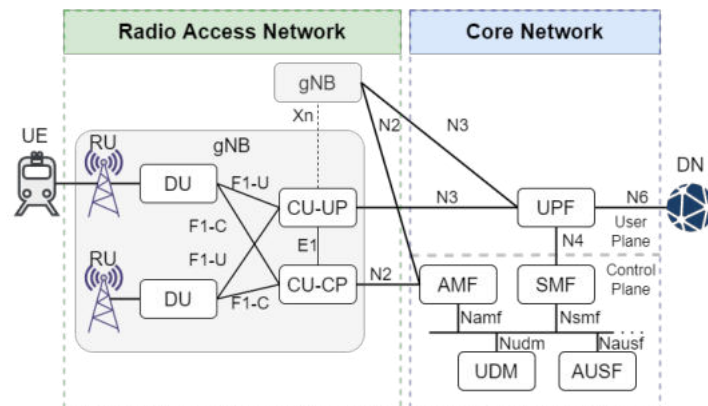 Radio Access Network
Core Network
gNB
Xn
N2
N3
UE
RU
gNB
DN
DU
F1-U
CU-UP
N3
UPF
N6
User
Plane
F1-C
F1-U
E1
N4
RU
DU
F1-C
CU-CP
N2
AMF
SMF
Control
Plane
Namf
Nsmf
Nudm
Nausf
UDM
AUSF